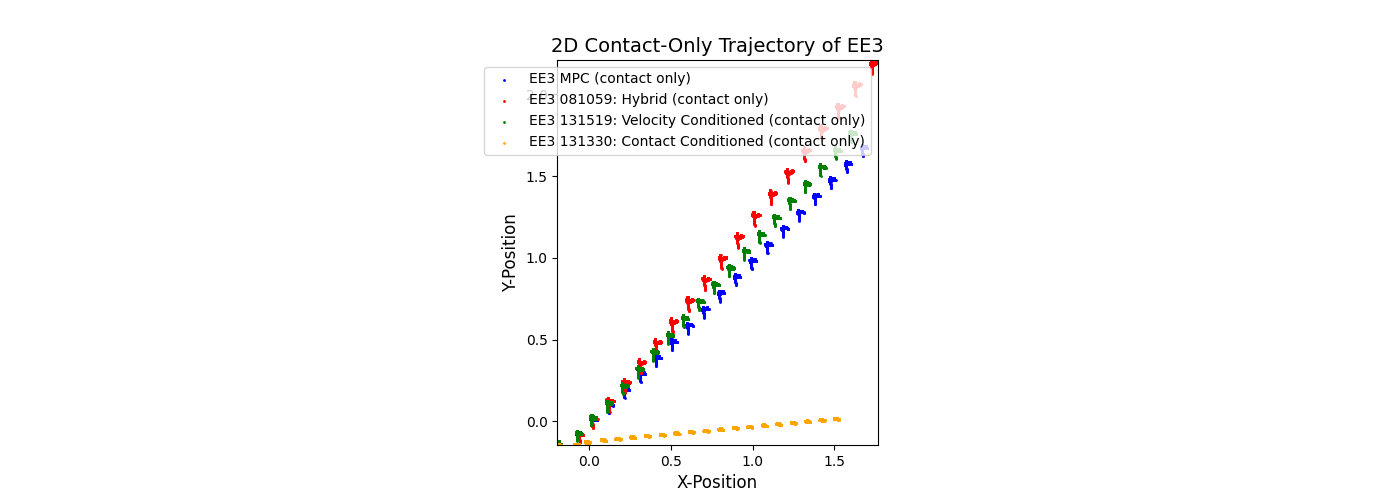 2D Contact-Only Trajectory of EE3
EE3 MPC (contact only)
EE3 081059: Hybrid (contact only)
EE3 131519: Velocity Conditioned (contact only)
EE3 131330: Contact Conditioned (contact only)
2.0
1.5
1.0
0.5
0.0
Y-Position
0.0 0.5 1.0 1.5
X-Position